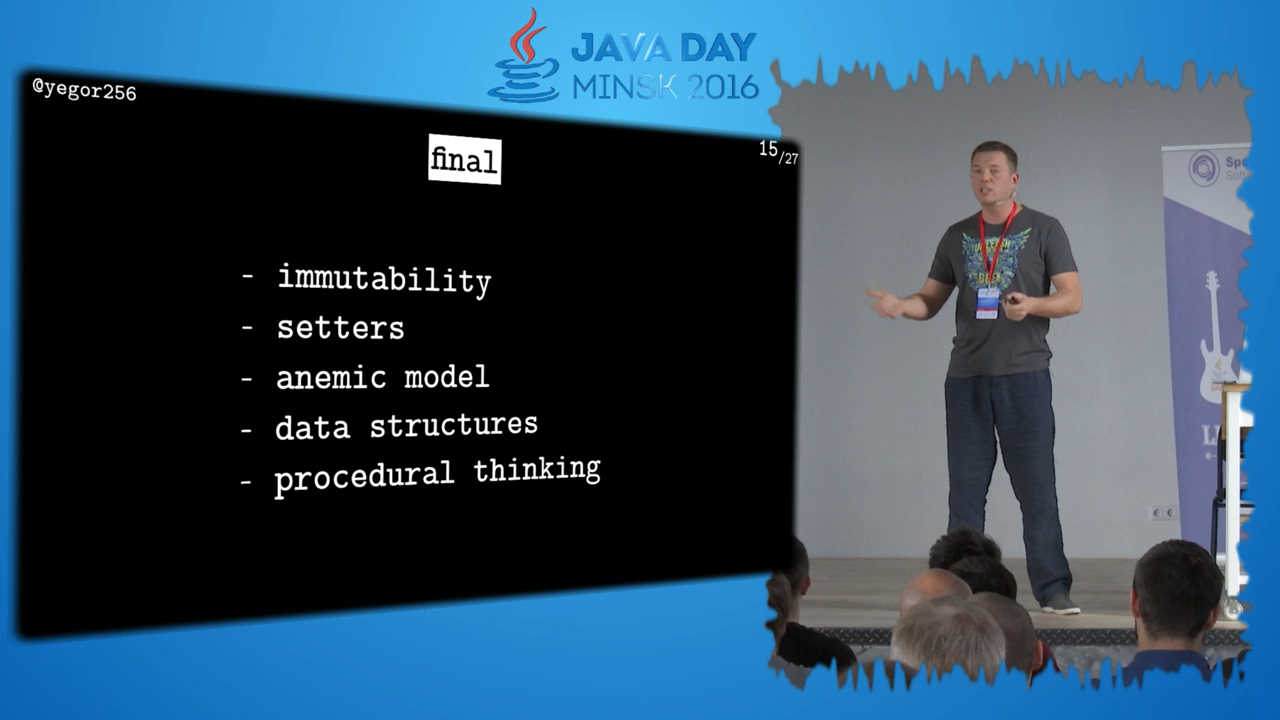 JAVA DAY
MINSK 2016
@yegor256
15/27
final
- immutability
- setters
- anemic model
- data structures
- procedural thinking